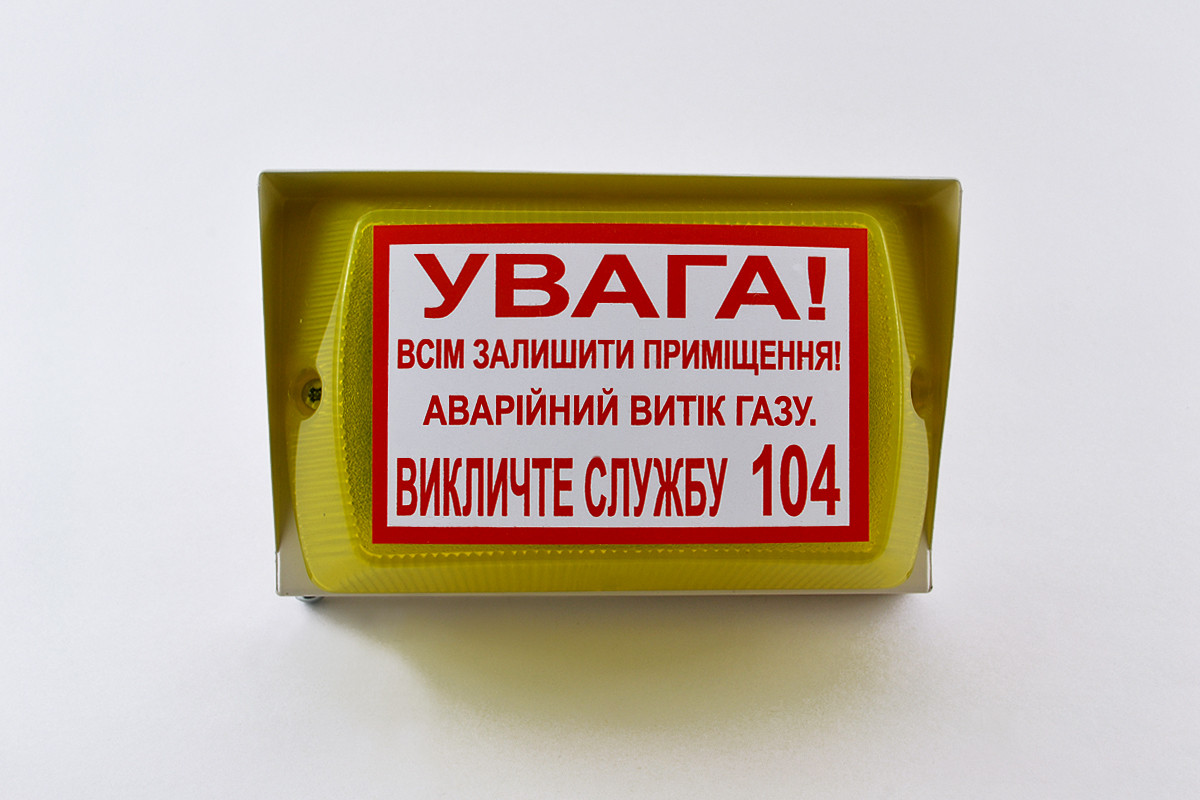 УВАГА!
ВСІМ ЗАЛИШИТИ ПРИМІЩЕННЯ!
АВАРІЙНИЙ ВИТІК ГАЗУ.
ВИКЛИЧТЕ СЛУЖБУ 104